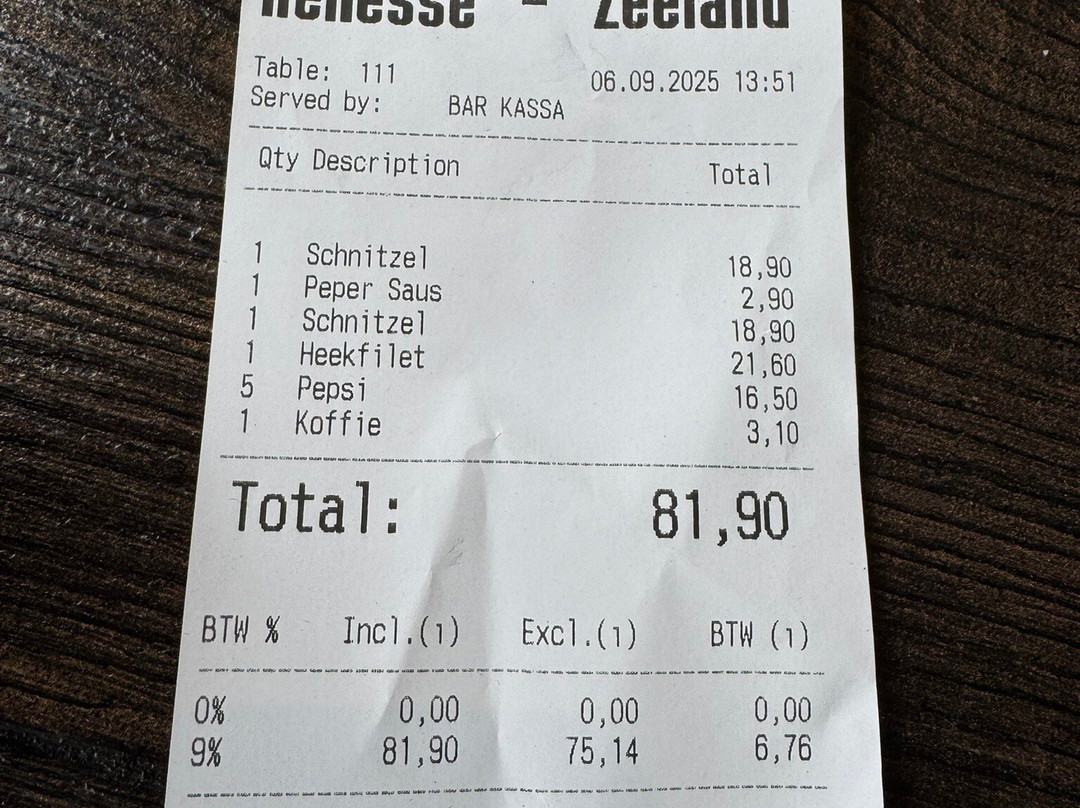 Renesse - Zeeland
Table: 111 06.09.2025 13:51
Served by: BAR KASSA
Qty Description Total
1 Schnitzel 18,90
1 Peper Saus 2,90
1 Schnitzel 18,90
1 Heekfilet 21,60
5 Pepsi 16,50
1 Koffie 3,10
Total: 81,90
BTW % Incl.(1) Excl.(1) BTW (1)
0% 0,00 0,00 0,00
9% 81,90 75,14 6,76